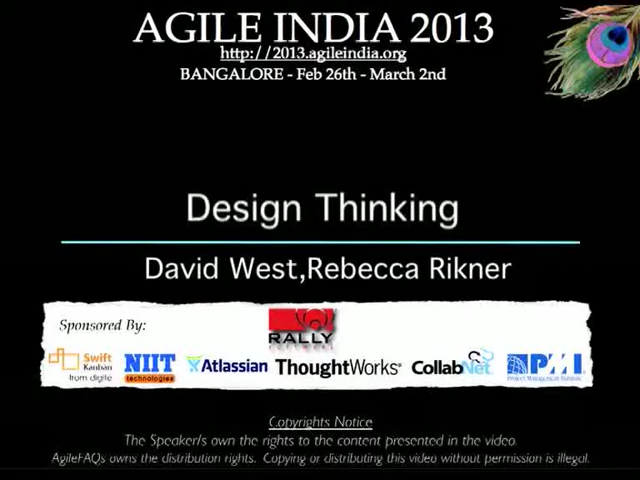 AGILE INDIA 2013
http://2013.agileindia.org
BANGALORE - Feb 26th - March 2nd
Design Thinking
David West,Rebecca Rikner
Sponsored By:
RALLY
Swift
Kanban
from digite
NIIT
technologies
Atlassian
ThoughtWorks®
CollabNet.
PMI
Copyrights Notice
The Speaker/s own the rights to the content presented in the video.
AgileFAQs owns the distribution rights. Copying or distributing this video without permission is illegal.